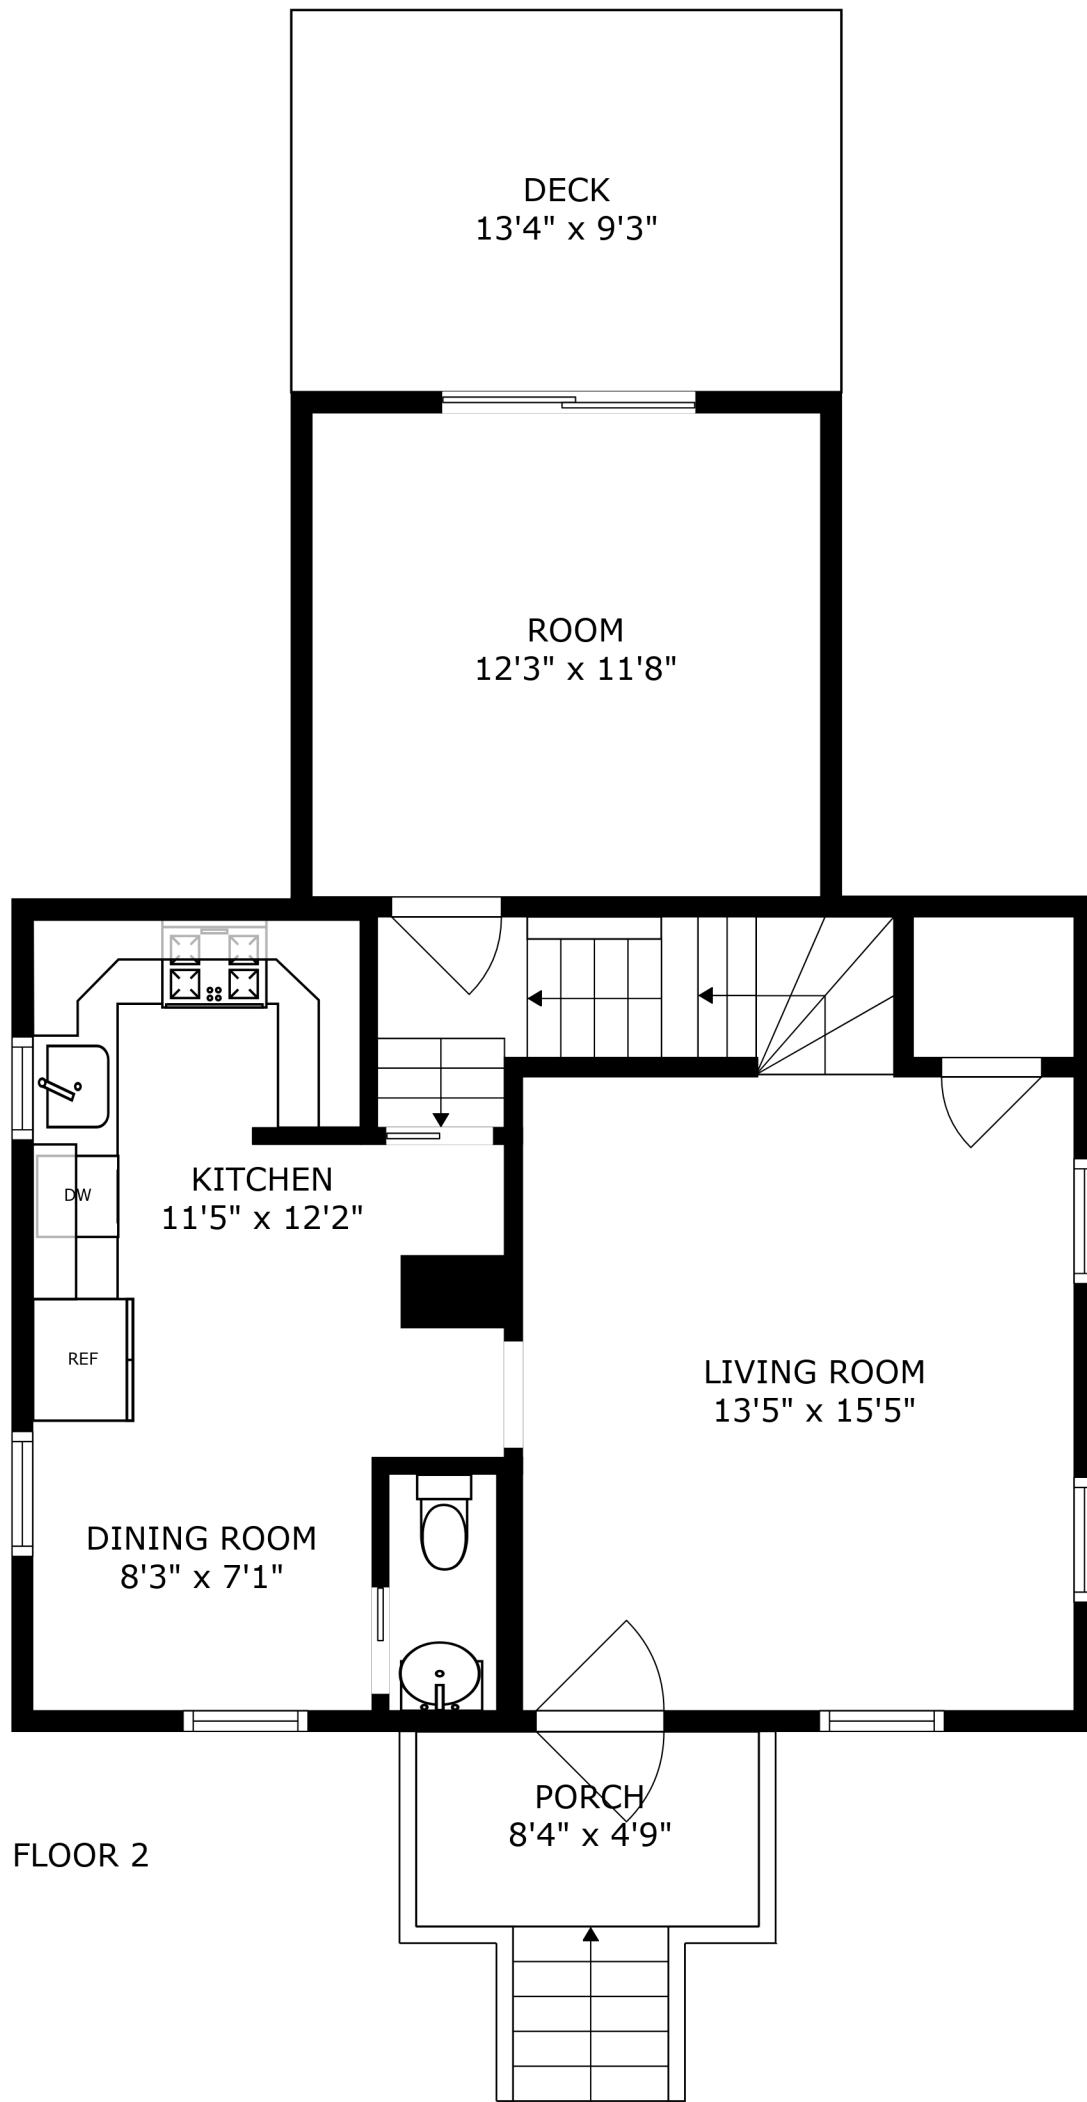 DECK
13'4" x 9'3"
ROOM
12'3" x 11'8"
KITCHEN
11'5" x 12'2"
DW
REF
LIVING ROOM
13'5" x 15'5"
DINING ROOM
8'3" x 7'1"
PORCH
8'4" x 4'9"
FLOOR 2